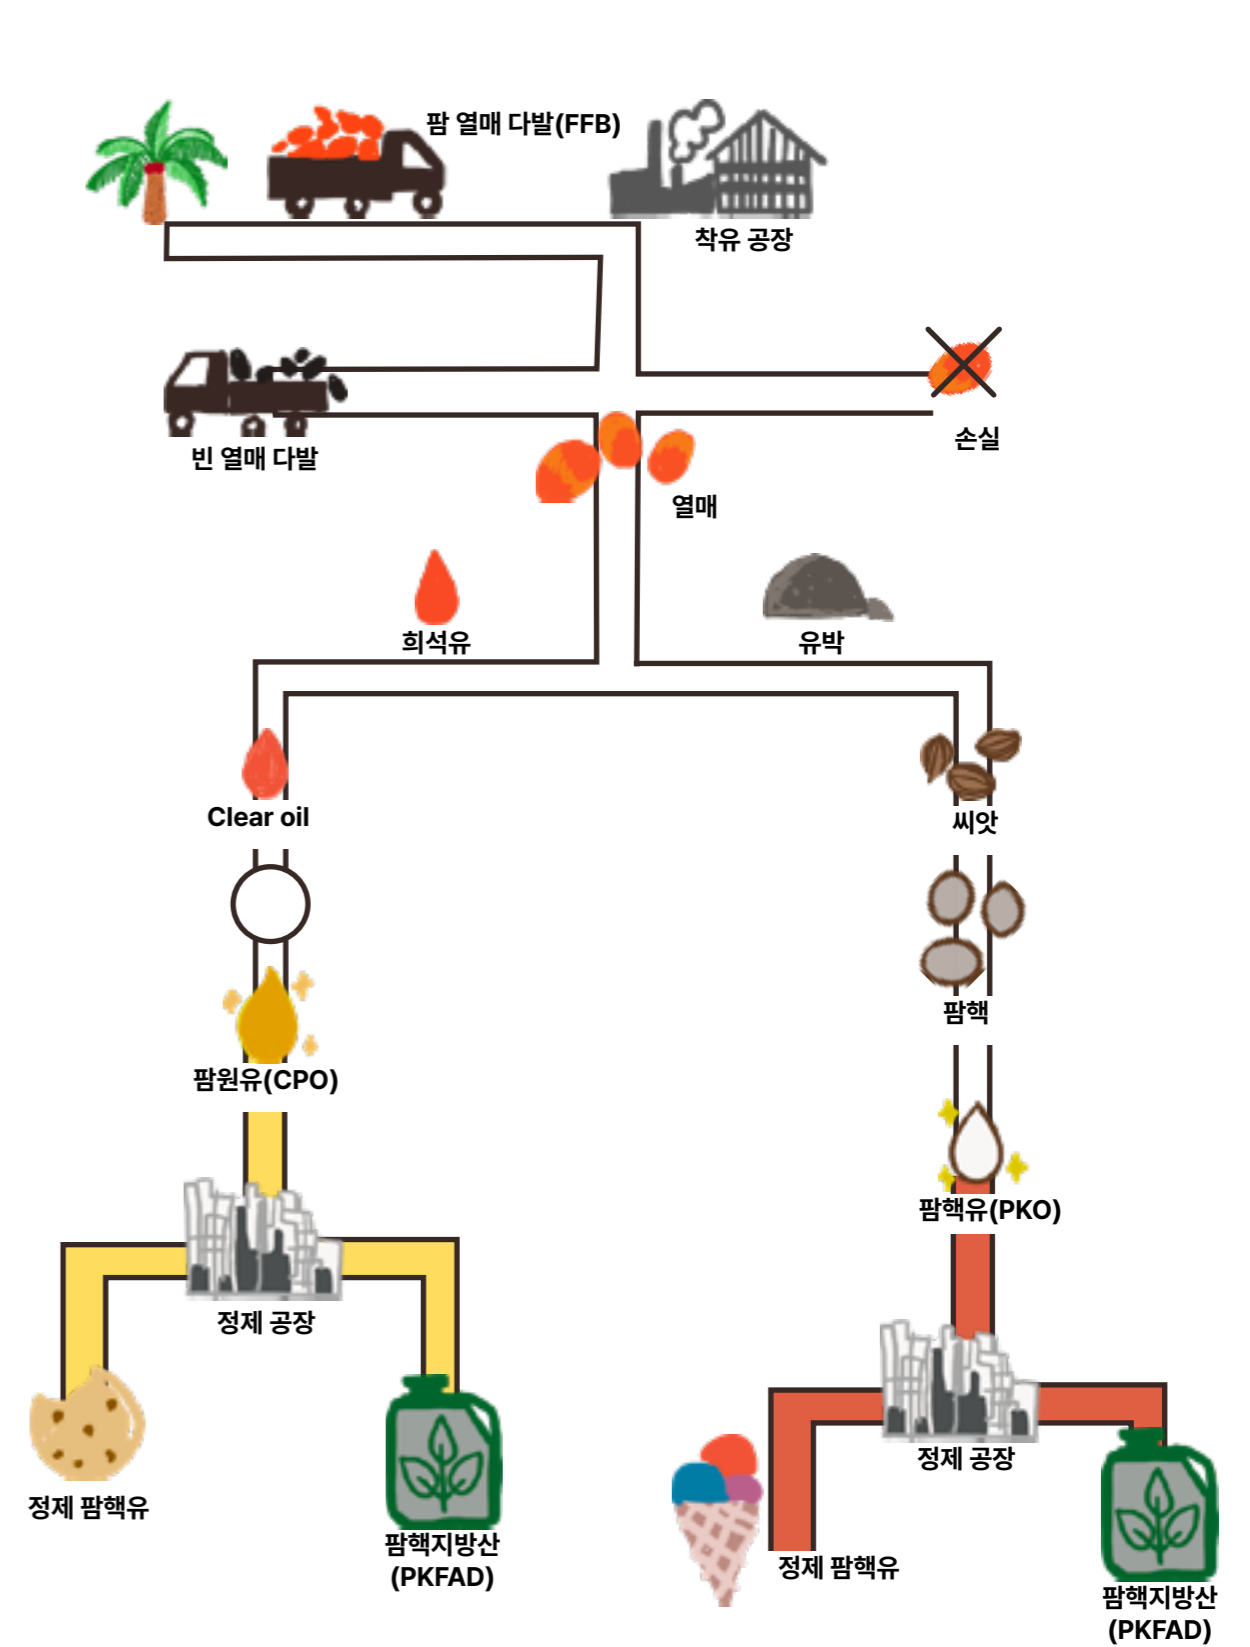 팜 열매 다발(FFB)
착유 공장
손실
빈 열매 다발
열매
희석유
유박
Clear oil
씨앗
팜핵
팜원유(CPO)
팜핵유(PKO)
정제 공장
정제 공장
정제 팜핵유
팜핵지방산
(PKFAD)
정제 팜핵유
팜핵지방산
(PKFAD)